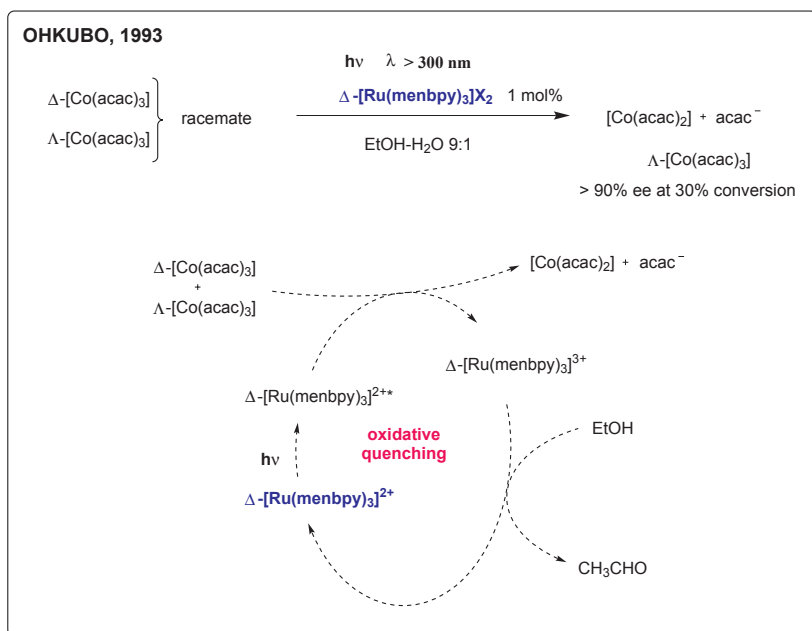 OHKUBO, 1993
hν λ > 300 nm
Δ-[Co(acac)₃]
Λ-[Co(acac)₃]
racemate
Δ-[Ru(menbpy)₃]X₂ 1 mol%
EtOH-H₂O 9:1
[Co(acac)₂] + acac⁻
Λ-[Co(acac)₃]
> 90% ee at 30% conversion
Δ-[Co(acac)₃]
+
Λ-[Co(acac)₃]
[Co(acac)₂] + acac⁻
Δ-[Ru(menbpy)₃]³⁺
Δ-[Ru(menbpy)₃]²⁺*
oxidative
quenching
EtOH
hν
Δ-[Ru(menbpy)₃]²⁺
CH₃CHO